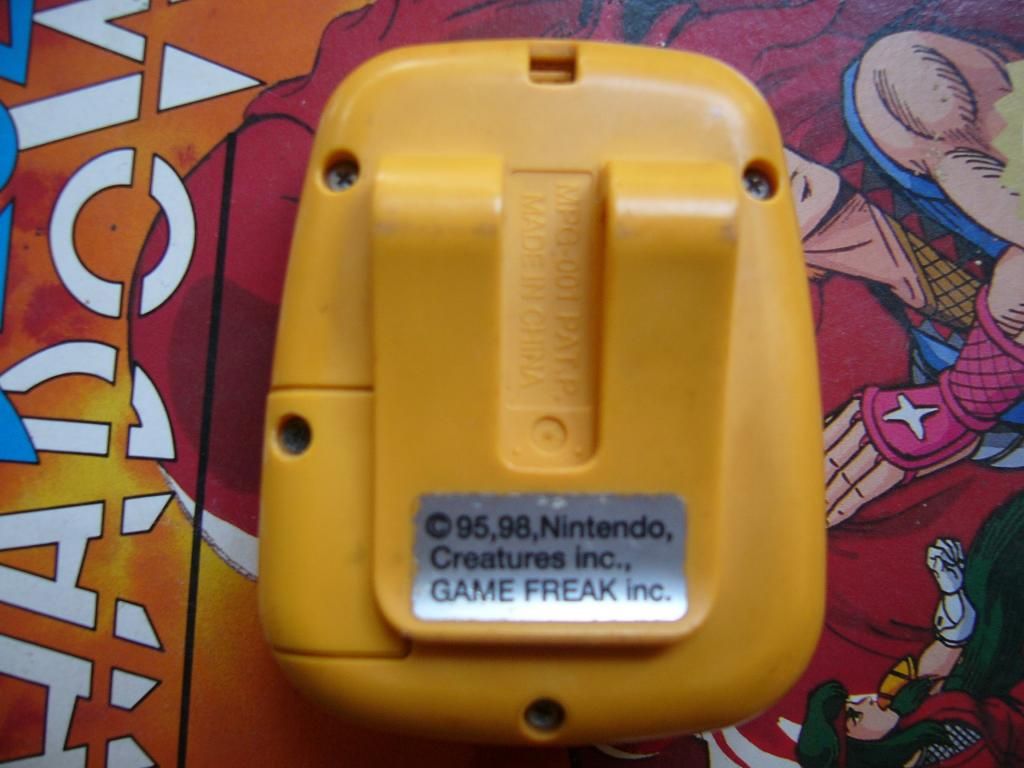 MPG-001 PAT.P.
MADE IN CHINA
©95,98,Nintendo,
Creatures inc.,
GAME FREAK inc.